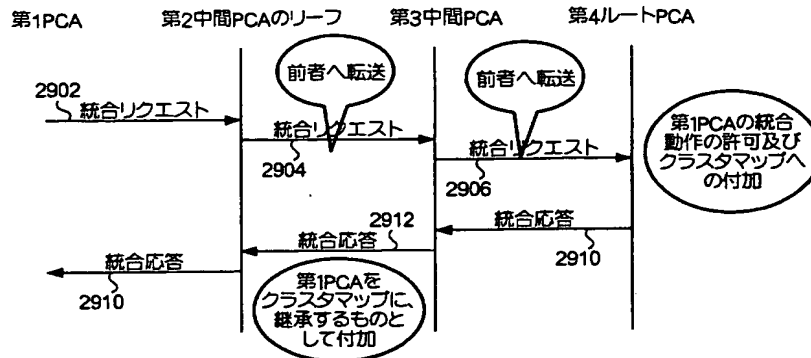 第1PCA
第2中間PCAのリーフ
第3中間PCA
第4ルートPCA
前者へ転送
前者へ転送
2902
統合リクエスト
統合リクエスト
2904
統合リクエスト
2906
第1PCAの統合
動作の許可及び
クラスタマップへ
の付加
2912
統合応答
統合応答
2910
統合応答
2910
第1PCAを
クラスタマップに、
継承するものと
して付加